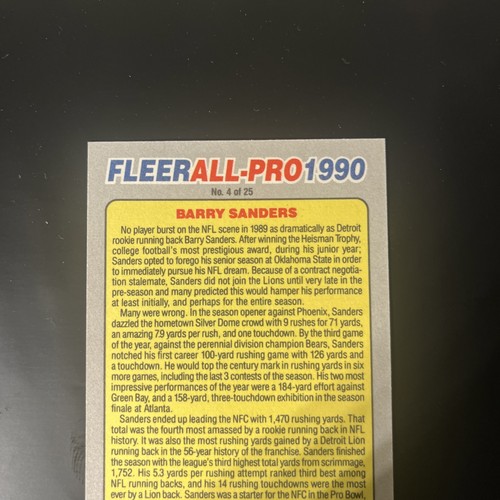 FLEERALL-PRO1990
No. 4 of 25
BARRY SANDERS
No player burst on the NFL scene in 1989 as dramatically as Detroit
rookie running back Barry Sanders. After winning the Heisman Trophy,
college football's most prestigious award, during his junior year;
Sanders opted to forego his senior season at Oklahoma State in order
to immediately pursue his NFL dream. Because of a contract negotia-
tion stalemate, Sanders did not join the Lions until very late in the
pre-season and many predicted this would hamper his performance
at least initially, and perhaps for the entire season.
Many were wrong. In the season opener against Phoenix, Sanders
dazzled the hometown Silver Dome crowd with 9 rushes for 71 yards,
an amazing 7.9 yards per rush, and one touchdown. By the third game
of the year, against the perennial division champion Bears, Sanders
notched his first career 100-yard rushing game with 126 yards and
a touchdown. He would top the century mark in rushing yards in six
more games, including the last 3 contests of the season. His two most
impressive performances of the year were a 184-yard effort against
Green Bay, and a 158-yard, three-touchdown exhibition in the season
finale at Atlanta.
Sanders ended up leading the NFC with 1,470 rushing yards. That
total was the fourth most amassed by a rookie running back in NFL
history. It was also the most rushing yards gained by a Detroit Lion
running back in the 56-year history of the franchise. Sanders finished
the season with the league's third highest total yards from scrimmage,
1,752. His 5.3 yards per rushing attempt ranked third best among
NFL running backs, and his 14 rushing touchdowns were the most
ever by a Lion back. Sanders was a starter for the NFC in the Pro Bowl,